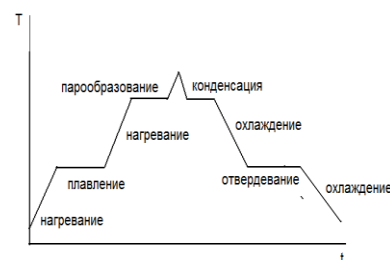 T
парообразование
конденсация
нагревание
охлаждение
плавление
отвердевание
охлаждение
нагревание
t